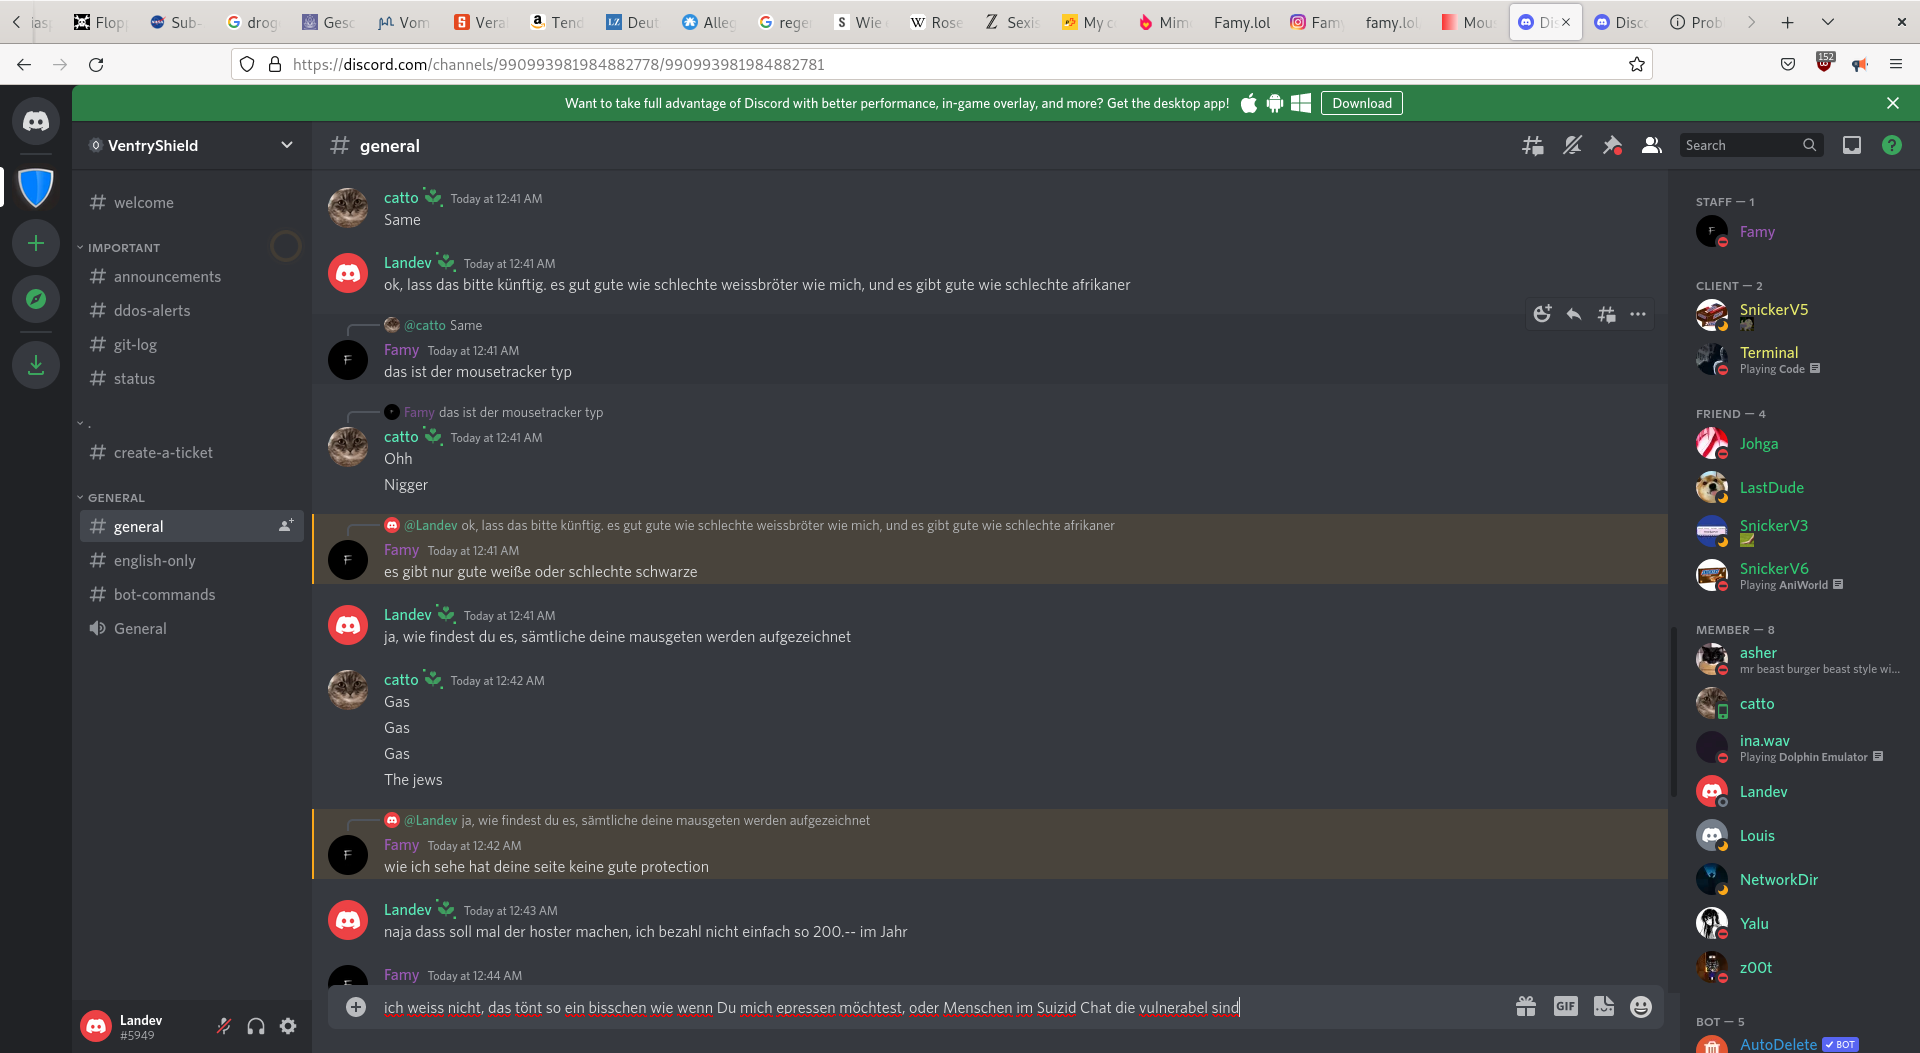 Flop
Sub-
drog
Gesc
Vom
Vera
Tend
Deut
Alleg
rege
Wie
Rose
Sexis
My c
Mim
Famy.lol
Famy
famy.lol
Mou
Dis
Disc
Prob
https://discord.com/channels/990993981984882778/990993981984882781
152
Want to take full advantage of Discord with better performance, in-game overlay, and more? Get the desktop app!
Download
VentryShield
general
Search
welcome
IMPORTANT
announcements
ddos-alerts
git-log
status
.
create-a-ticket
GENERAL
general
english-only
bot-commands
General
Landev
#5949
catto Today at 12:41 AM
Same
Landev Today at 12:41 AM
ok, lass das bitte künftig. es gut gute wie schlechte weissbröter wie mich, und es gibt gute wie schlechte afrikaner
@catto Same
Famy Today at 12:41 AM
das ist der mousetracker typ
Famy das ist der mousetracker typ
catto Today at 12:41 AM
Ohh
Nigger
@Landev ok, lass das bitte künftig. es gut gute wie schlechte weissbröter wie mich, und es gibt gute wie schlechte afrikaner
Famy Today at 12:41 AM
es gibt nur gute weiße oder schlechte schwarze
Landev Today at 12:41 AM
ja, wie findest du es, sämtliche deine mausgeten werden aufgezeichnet
catto Today at 12:42 AM
Gas
Gas
Gas
The jews
@Landev ja, wie findest du es, sämtliche deine mausgeten werden aufgezeichnet
Famy Today at 12:42 AM
wie ich sehe hat deine seite keine gute protection
Landev Today at 12:43 AM
naja dass soll mal der hoster machen, ich bezahl nicht einfach so 200.-- im Jahr
Famy Today at 12:44 AM
ich weiss nicht, das tönt so ein bisschen wie wenn Du mich epressen möchtest, oder Menschen im Suizid Chat die vulnerabel sind
GIF
STAFF — 1
Famy
CLIENT — 2
SnickerV5
Terminal
Playing Code
FRIEND — 4
Johga
LastDude
SnickerV3
SnickerV6
Playing AniWorld
MEMBER — 8
asher
mr beast burger beast style wi...
catto
ina.wav
Playing Dolphin Emulator
Landev
Louis
NetworkDir
Yalu
z00t
BOT — 5
AutoDelete
BOT